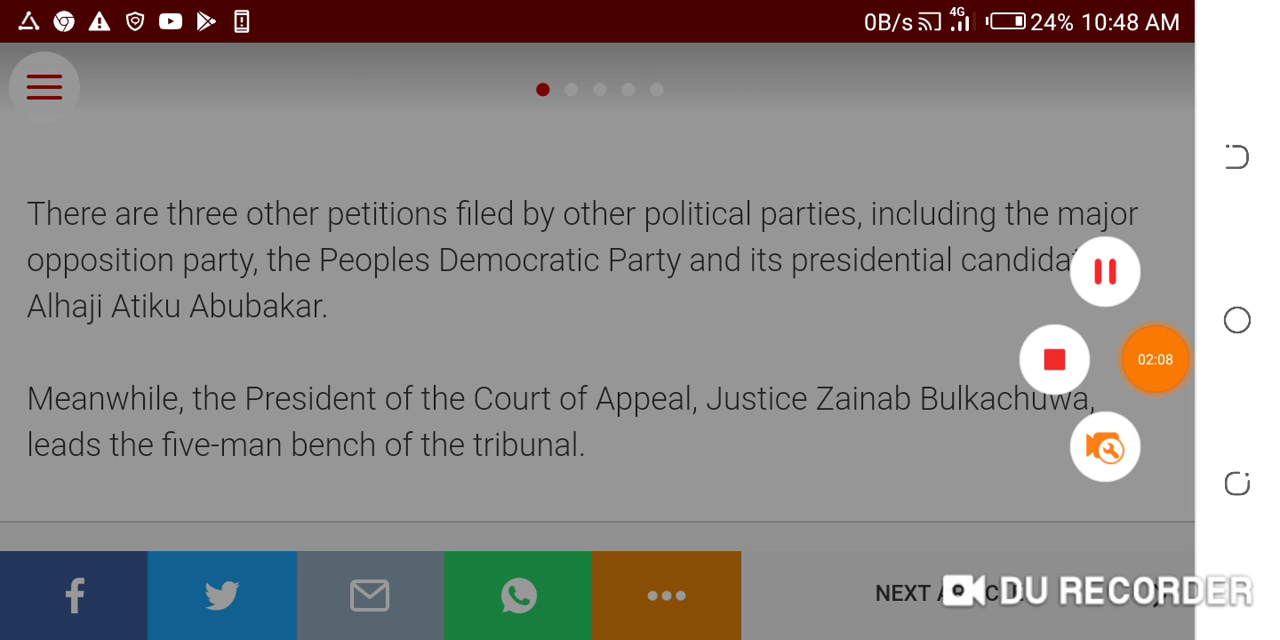 0B/s 4G 24% 10:48 AM
There are three other petitions filed by other political parties, including the major
opposition party, the Peoples Democratic Party and its presidential
Alhaji Atiku Abubakar.
02:08
Meanwhile, the President of the Court of Appeal, Justice Zainab Bulkachuwa,
leads the five-man bench of the tribunal.
NEXT
DU RECORDER